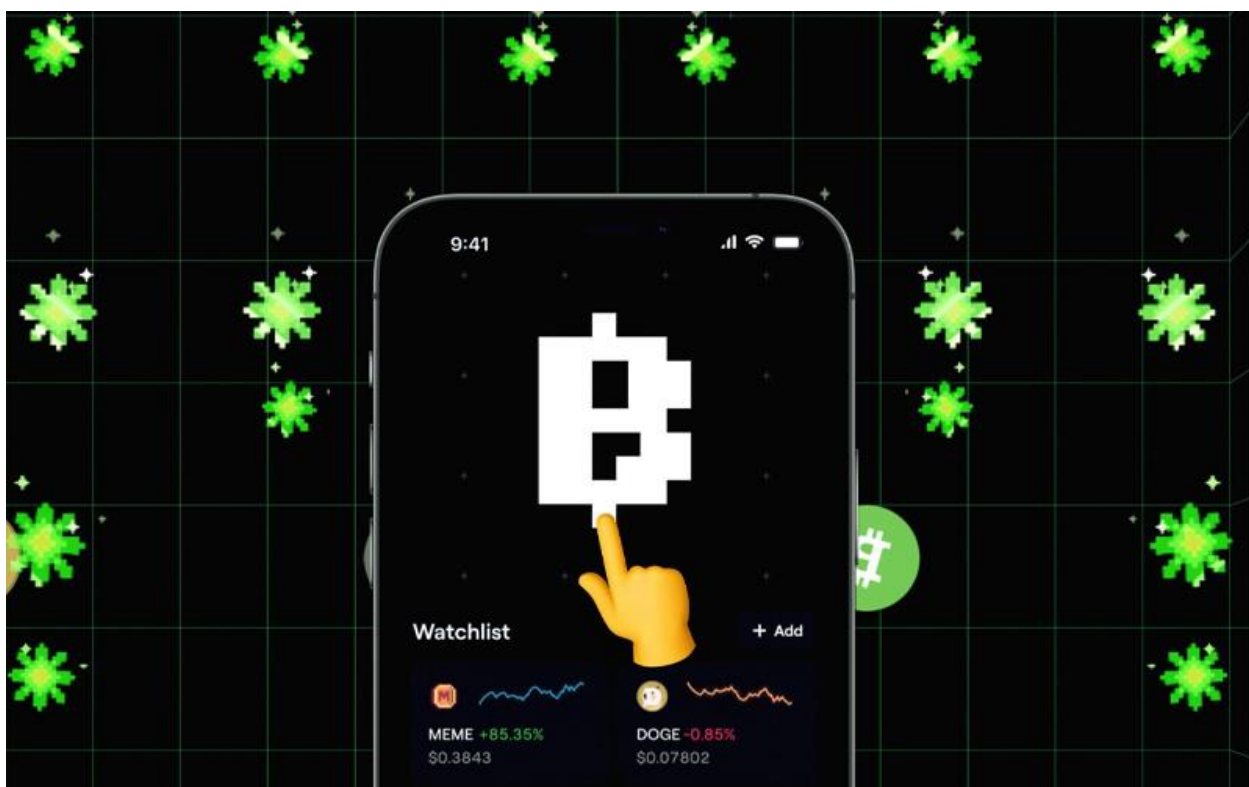 9:41
Watchlist
+ Add
MEME +85.35%
$0.3843
DOGE -0.85%
$0.07802